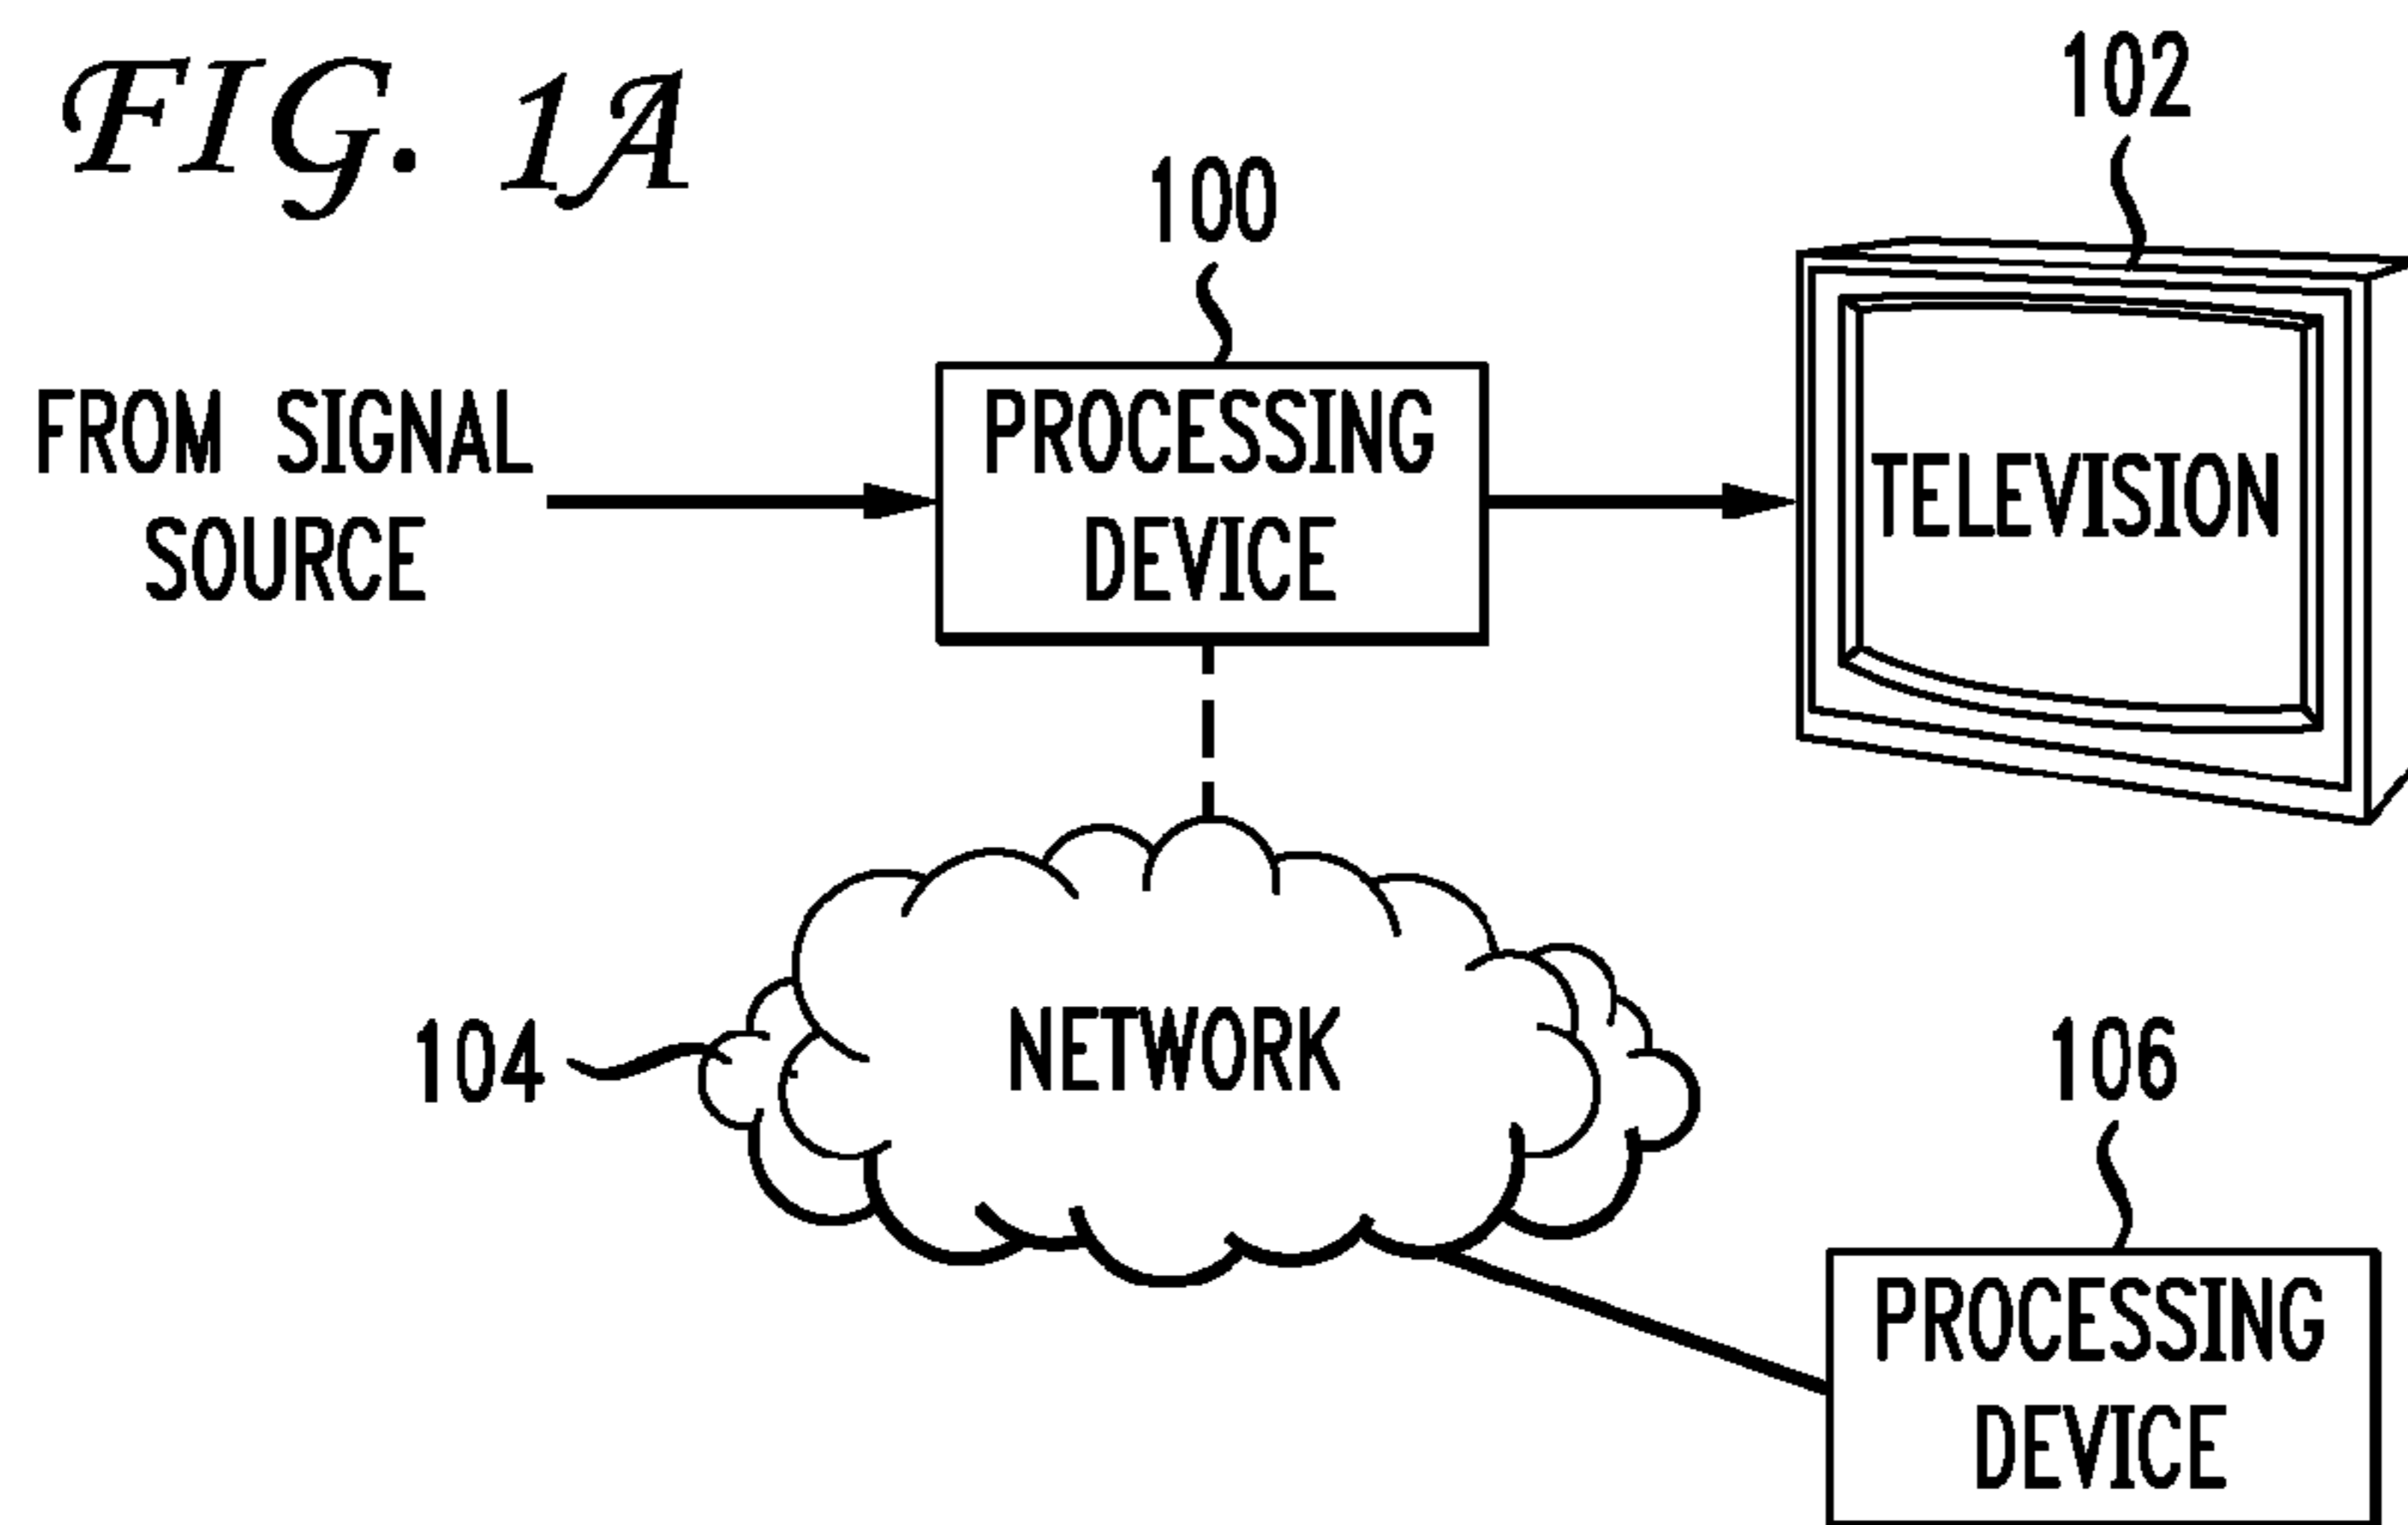 FIG. 1A
102
100
FROM SIGNAL
SOURCE
PROCESSING
DEVICE
TELEVISION
NETWORK
104
106
PROCESSING
DEVICE